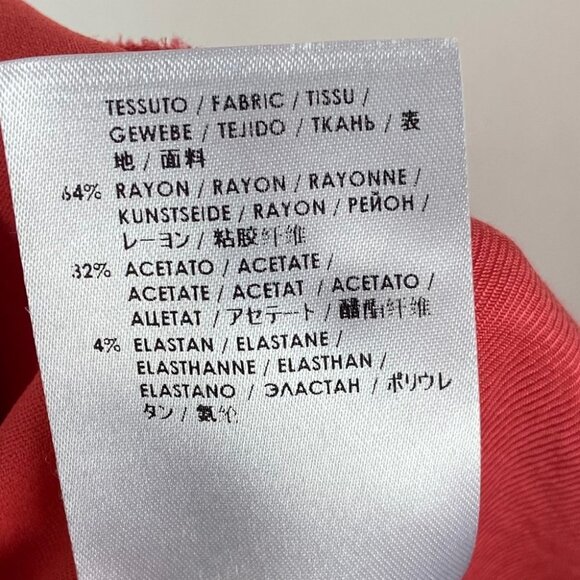 TESSUTO / FABRIC / TISSU /
GEWEBE / TEJIDO / ТКАНЬ / 表
地 / 面料
64% RAYON / RAYON / RAYONNE /
KUNSTSEIDE / RAYON / РЕЙОН /
レーヨン / 粘胶纤维
32% ACETATO / ACETATE /
ACETATE / ACETAT / ACETATO /
АЦЕТАТ / アセテート / 醋酯纤维
4% ELASTAN / ELASTANE /
ELASTHANNE / ELASTHAN /
ELASTANO / ЭЛАСТАН / ポリウレ
タン / 氨纶